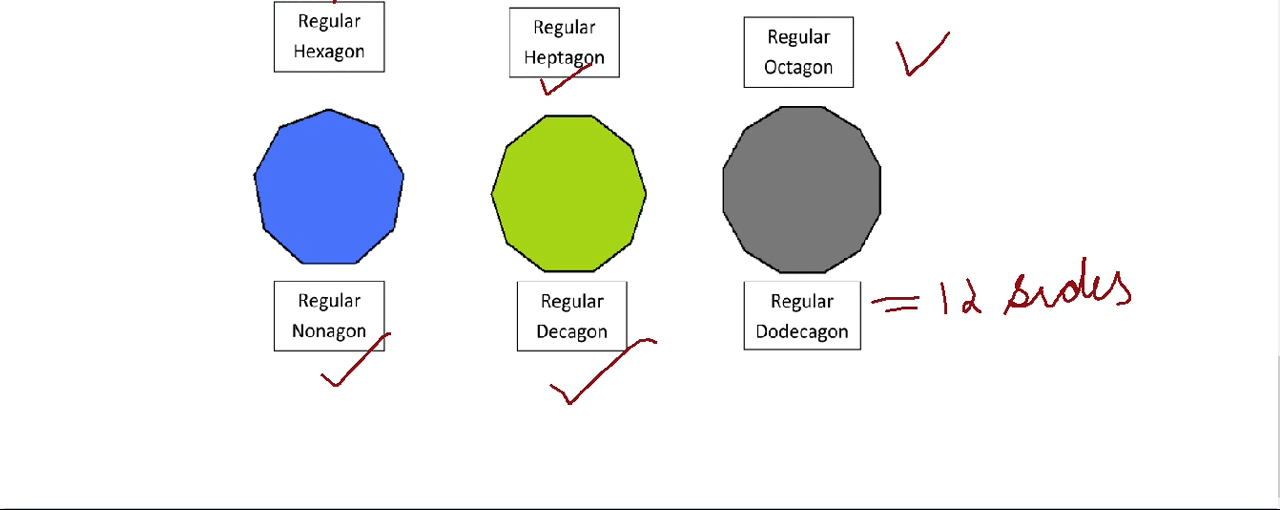 Regular
Hexagon
Regular
Heptagon
Regular
Octagon
Regular
Nonagon
Regular
Decagon
Regular
Dodecagon
= 12 sides